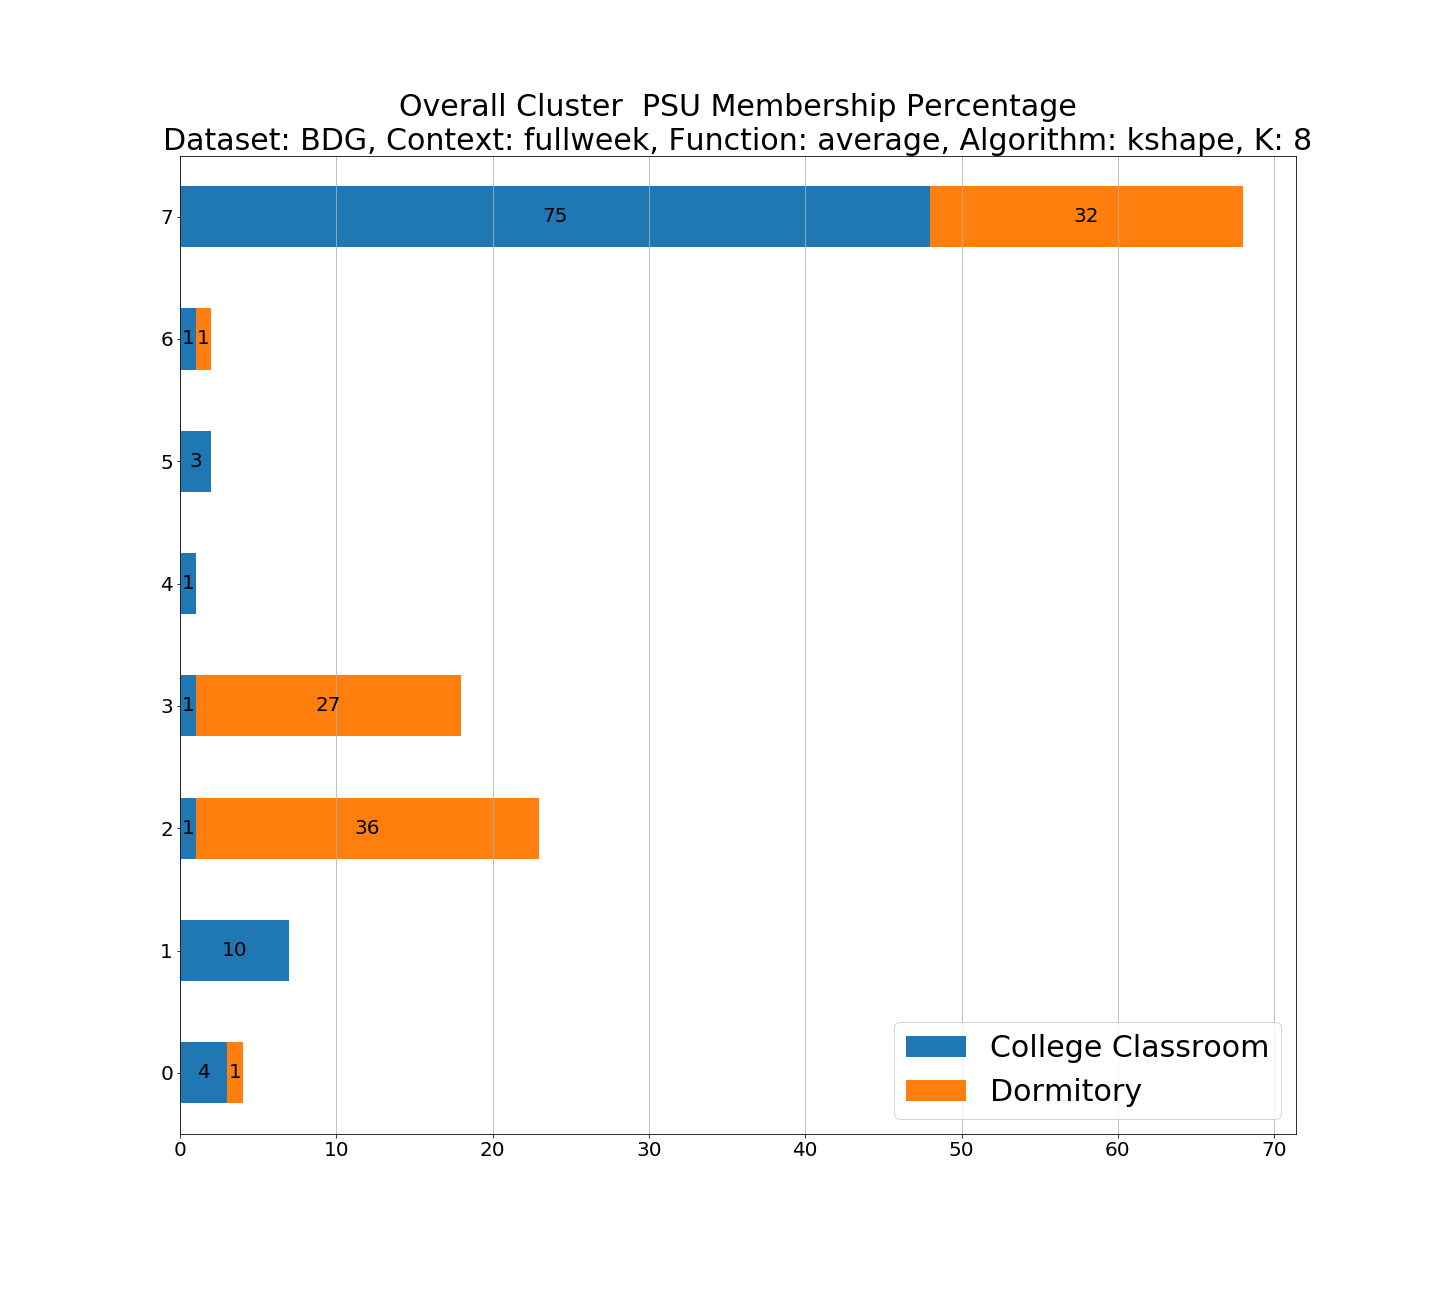 Overall Cluster  PSU Membership Percentage
Dataset: BDG, Context: fullweek, Function: average, Algorithm: kshape, K: 8
7 75 32
6 1 1
5 3
4 1
3 1 27
2 1 36
1 10
0 4 1
College Classroom
Dormitory
0 10 20 30 40 50 60 70